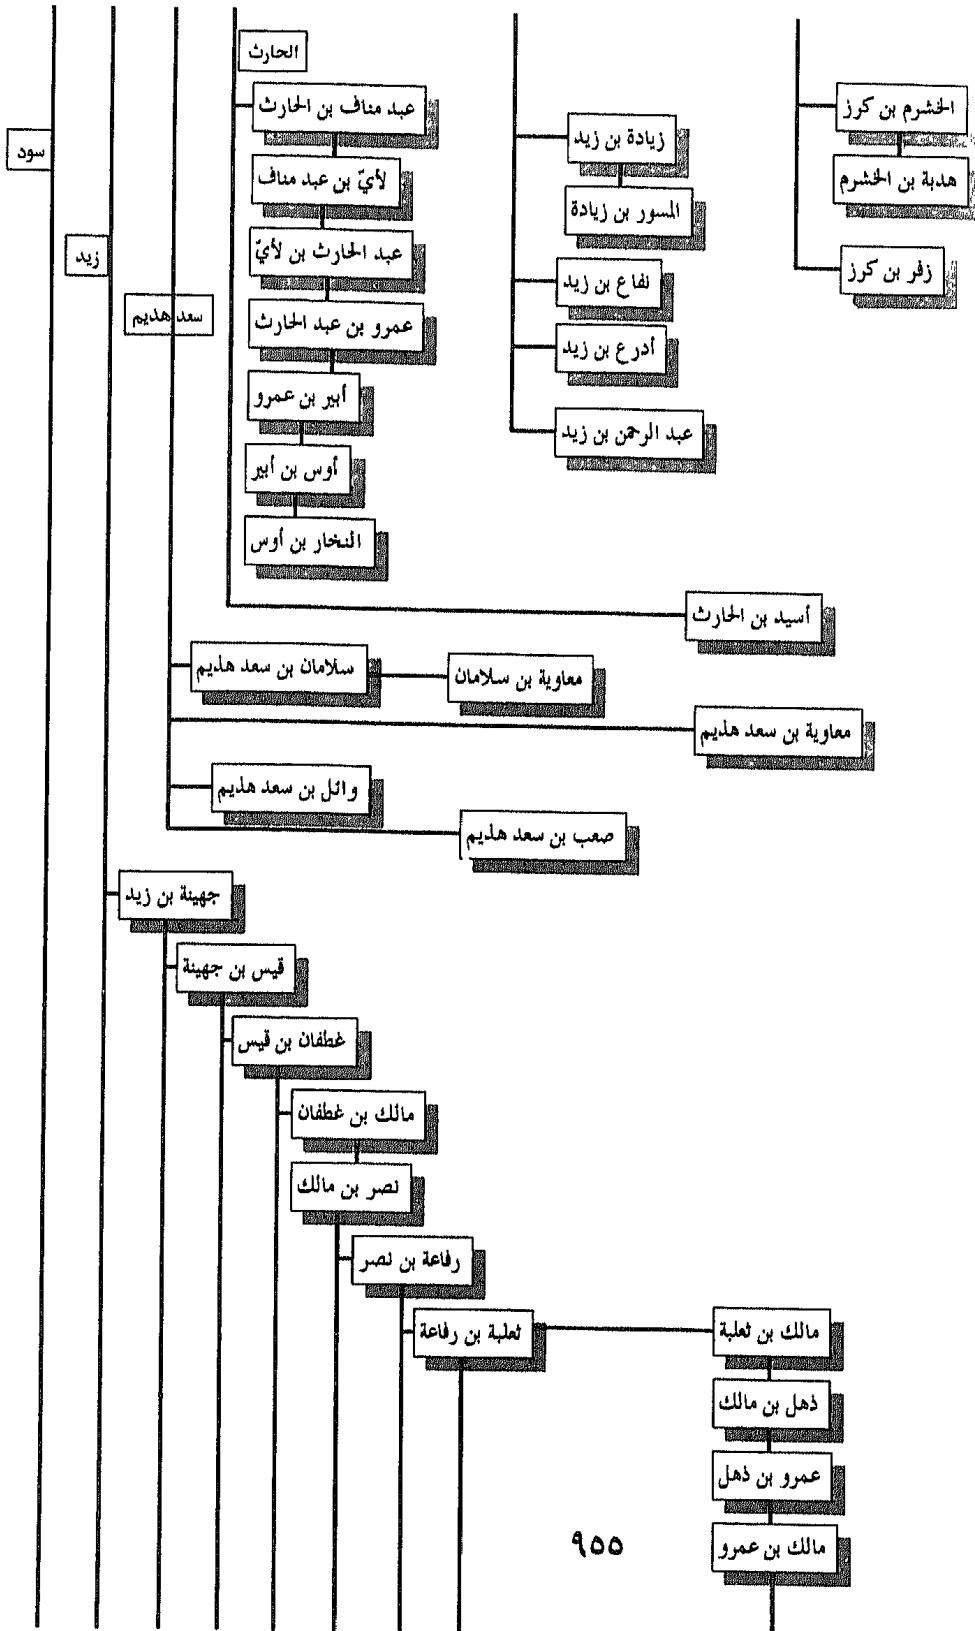 الحارث
عبد مناف بن الحارث
لأيّ بن عبد مناف
عبد الحارث بن لأيّ
عمرو بن عبد الحارث
أبير بن عمرو
أوس بن أبير
النخار بن أوس
سود
زيد
سعد هذيم
زيادة بن زيد
المسور بن زيادة
نفاع بن زيد
أدرع بن زيد
عبد الرحمن بن زيد
الخشرم بن كرز
هدبة بن الخشرم
زفر بن كرز
أسيد بن الحارث
سلامان بن سعد هذيم
معاوية بن سلامان
معاوية بن سعد هذيم
وائل بن سعد هذيم
صعب بن سعد هذيم
جهينة بن زيد
قيس بن جهينة
غطفان بن قيس
مالك بن غطفان
نصر بن مالك
رفاعة بن نصر
ثعلبة بن رفاعة
مالك بن ثعلبة
ذهل بن مالك
عمرو بن ذهل
مالك بن عمرو
٩٥٥